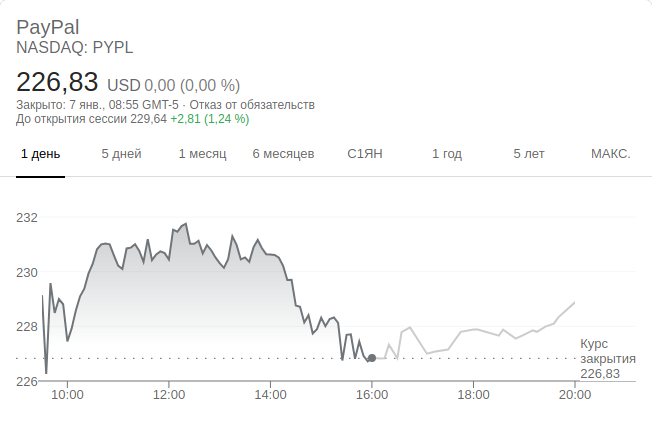 PayPal
NASDAQ: PYPL
226,83 USD 0,00 (0,00 %)
Закрыто: 7 янв., 08:55 GMT-5 · Отказ от обязательств
До открытия сессии 229,64 +2,81 (1,24 %)
1 день 5 дней 1 месяц 6 месяцев С1ЯН 1 год 5 лет МАКС.
232
230
228
Курс
закрытия
226,83
226
10:00 12:00 14:00 16:00 18:00 20:00